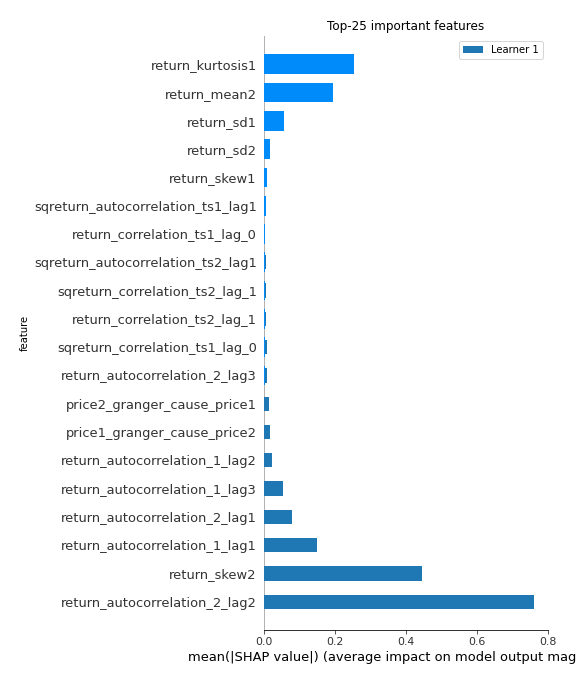 Top-25 important features
Learner 1
return_kurtosis1
return_mean2
return_sd1
return_sd2
return_skew1
sqreturn_autocorrelation_ts1_lag1
return_correlation_ts1_lag_0
sqreturn_autocorrelation_ts2_lag1
sqreturn_correlation_ts2_lag_1
return_correlation_ts2_lag_1
sqreturn_correlation_ts1_lag_0
return_autocorrelation_2_lag3
price2_granger_cause_price1
price1_granger_cause_price2
return_autocorrelation_1_lag2
return_autocorrelation_1_lag3
return_autocorrelation_2_lag1
return_autocorrelation_1_lag1
return_skew2
return_autocorrelation_2_lag2
feature
0.0 0.2 0.4 0.6 0.8
mean(|SHAP value|) (average impact on model output mag